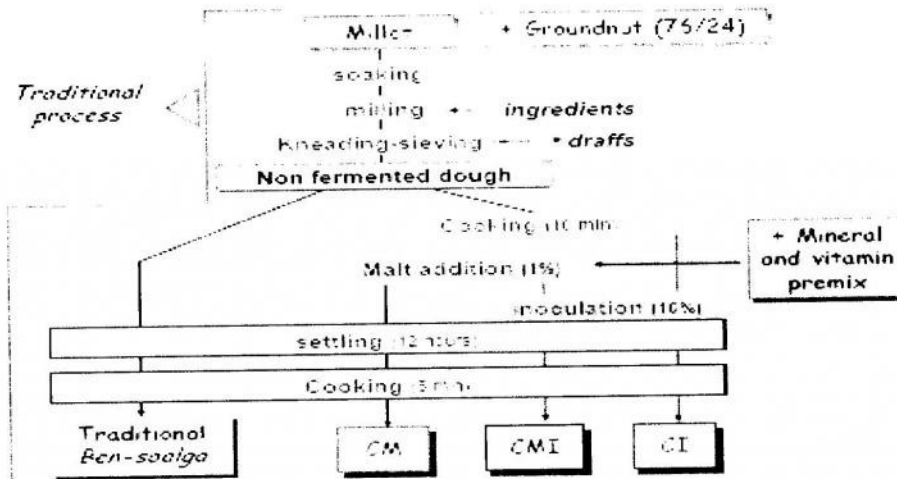 Millet + Groundnut (76/24)
soaking
Traditional
process
milling ingredients
Kneading-sieving * draffs
Non fermented dough
Cooking (10 min)
+ Mineral
and vitamin
premix
Malt addition (1%)
inoculation (10%)
settling (12 hours)
Cooking (5 min)
Traditional
Ben-saalga
CM
CMI
CI